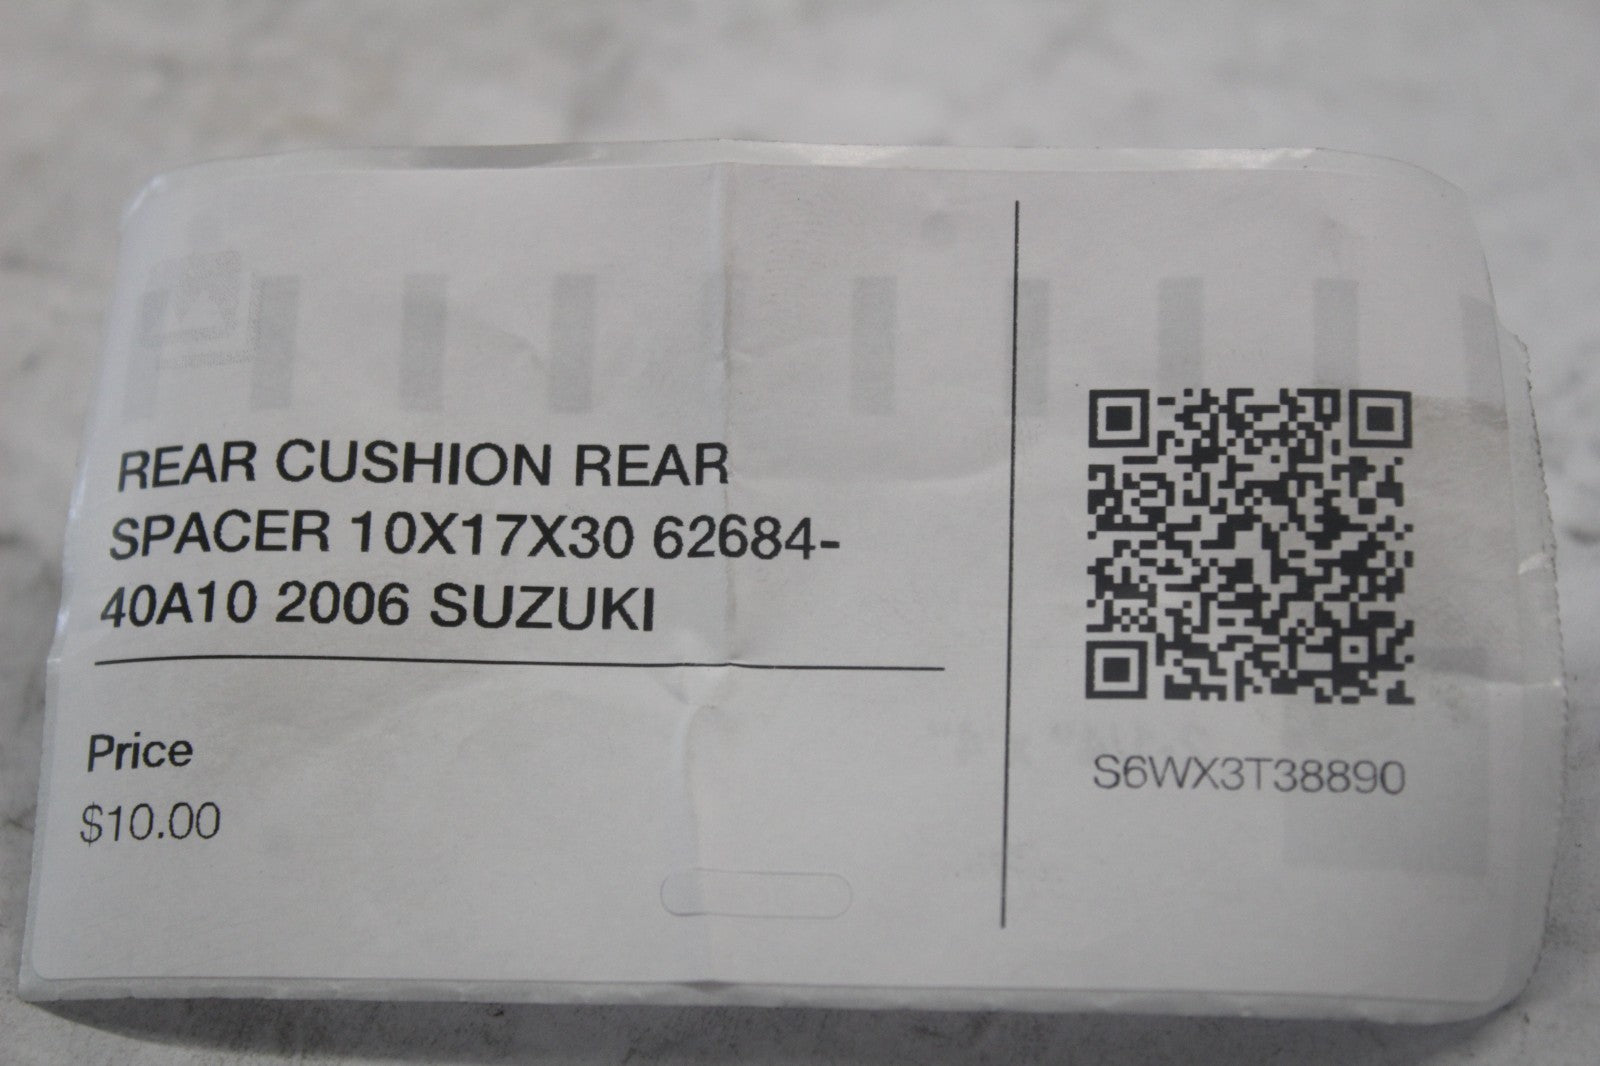 REAR CUSHION REAR
SPACER 10X17X30 62684-
40A10 2006 SUZUKI
Price
$10.00
S6WX3T38890